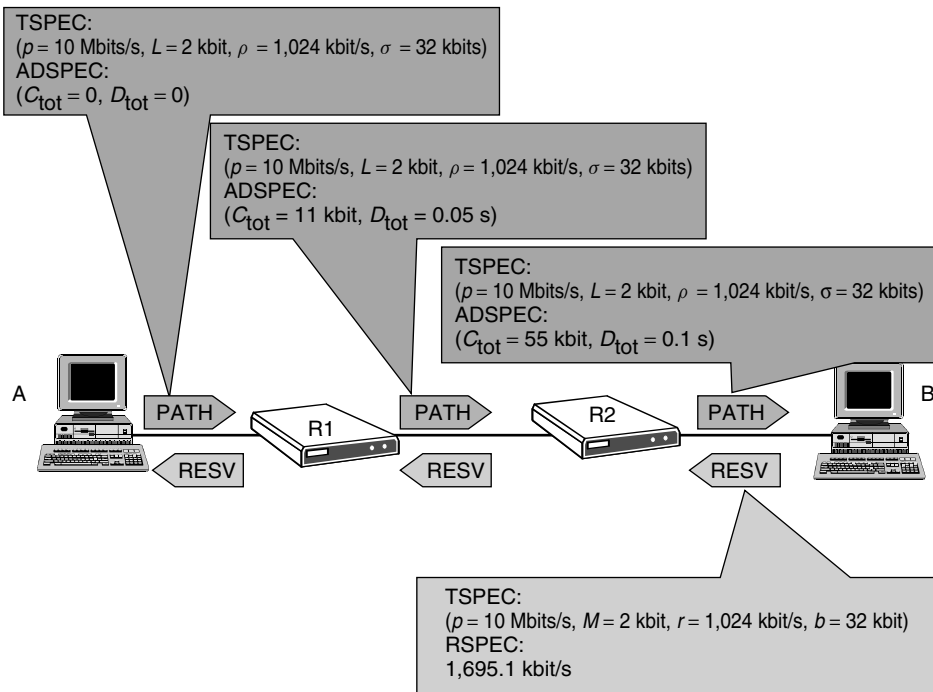 TSPEC:
(p = 10 Mbits/s, L = 2 kbit, ρ = 1,024 kbit/s, σ = 32 kbits)
ADSPEC:
(Ctot = 0, Dtot = 0)
TSPEC:
(p = 10 Mbits/s, L = 2 kbit, ρ = 1,024 kbit/s, σ = 32 kbits)
ADSPEC:
(Ctot = 11 kbit, Dtot = 0.05 s)
TSPEC:
(p = 10 Mbits/s, L = 2 kbit, ρ = 1,024 kbit/s, σ = 32 kbits)
ADSPEC:
(Ctot = 55 kbit, Dtot = 0.1 s)
A
PATH
R1
PATH
R2
PATH
B
RESV
RESV
RESV
TSPEC:
(p = 10 Mbits/s, M = 2 kbit, r = 1,024 kbit/s, b = 32 kbit)
RSPEC:
1,695.1 kbit/s